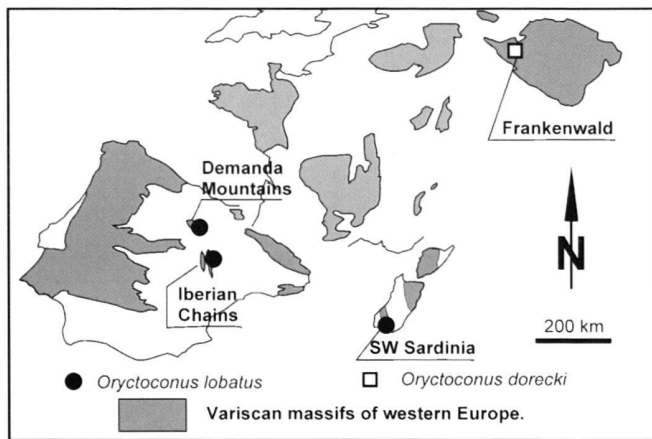 Frankenwald
Demanda
Mountains
N
Iberian
Chains
200 km
SW Sardinia
Oryctoconus lobatus
Oryctoconus dorecki
Variscan massifs of western Europe.